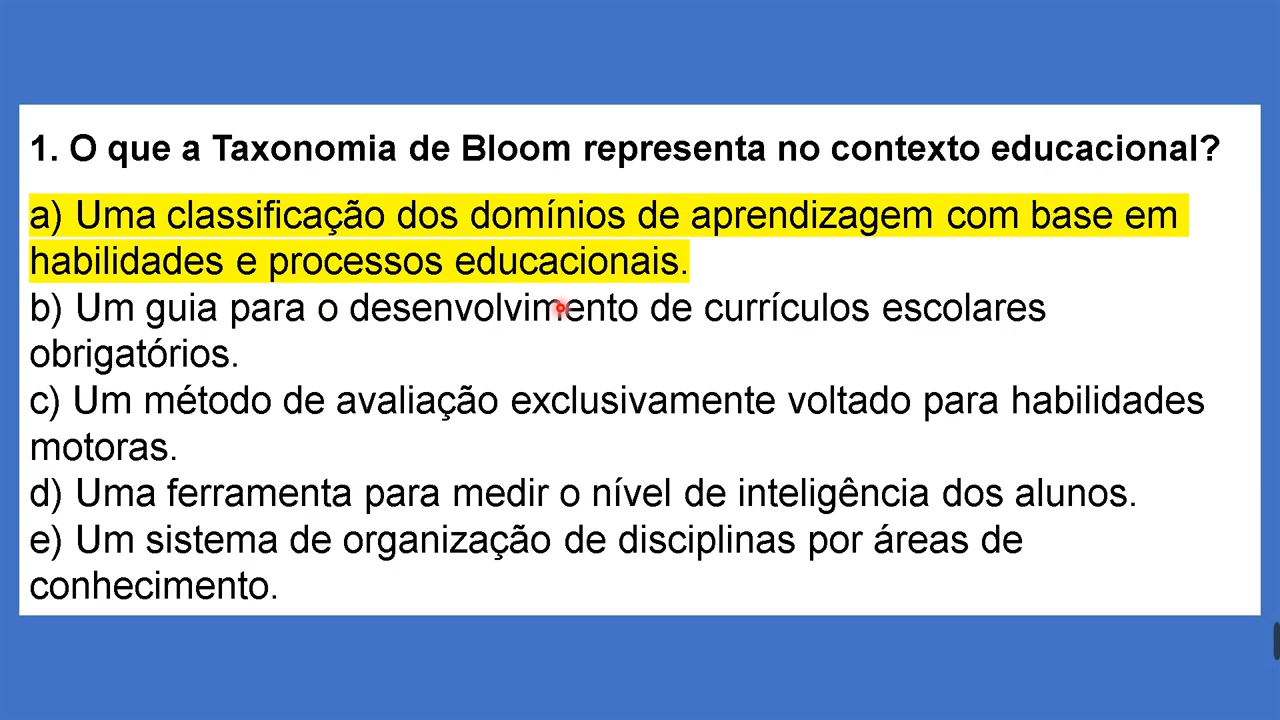 1. O que a Taxonomia de Bloom representa no contexto educacional?
a) Uma classificação dos domínios de aprendizagem com base em
habilidades e processos educacionais.
b) Um guia para o desenvolvimento de currículos escolares
obrigatórios.
c) Um método de avaliação exclusivamente voltado para habilidades
motoras.
d) Uma ferramenta para medir o nível de inteligência dos alunos.
e) Um sistema de organização de disciplinas por áreas de
conhecimento.